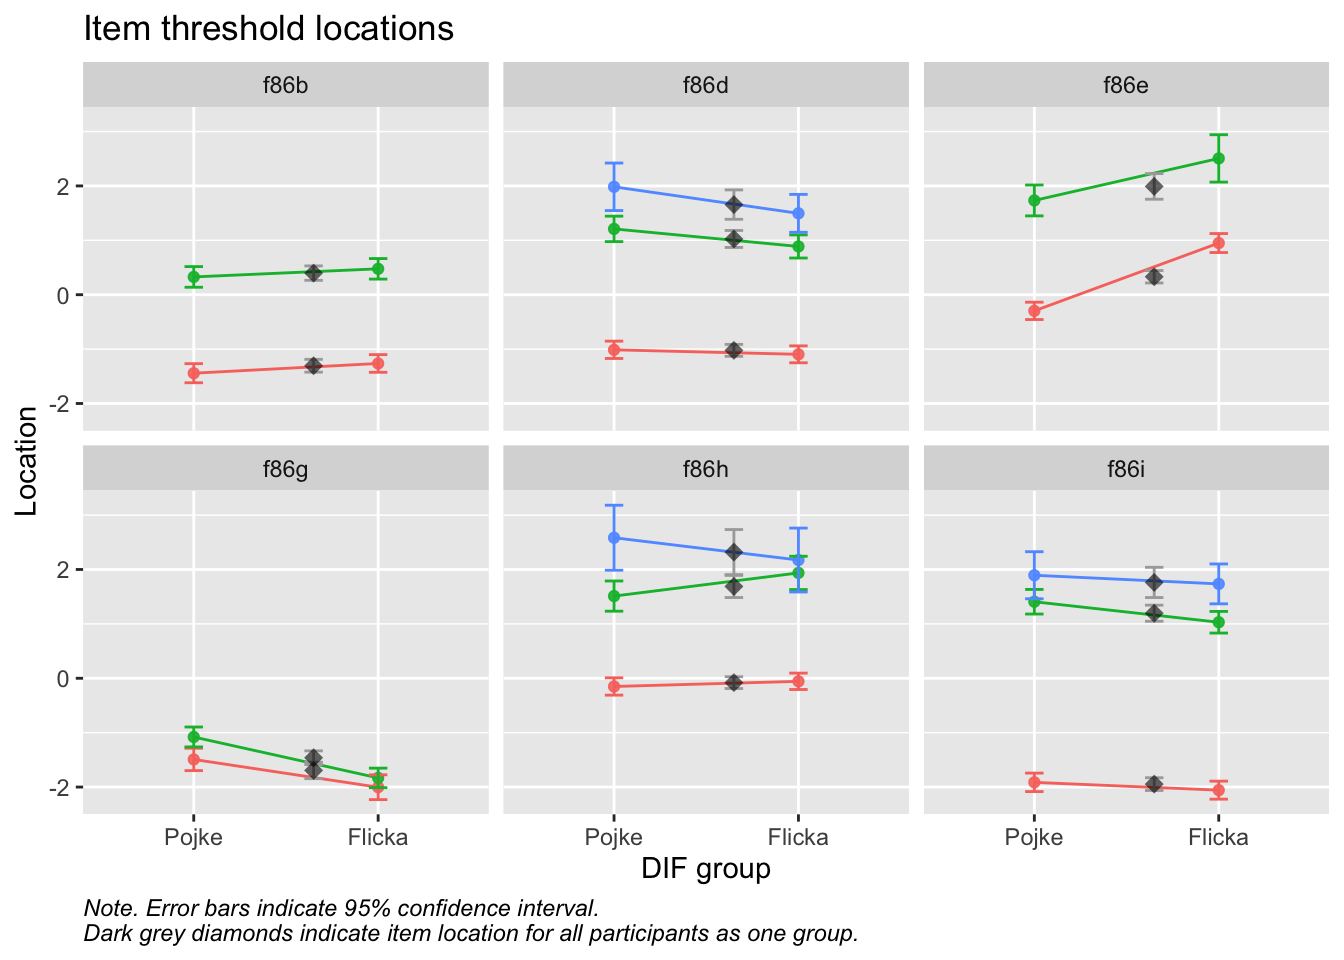 Item threshold locations
f86b
f86d
f86e
2
0
-2
Location
f86g
f86h
f86i
2
0
-2
Pojke
Flicka
Pojke
Flicka
Pojke
Flicka
DIF group
Note. Error bars indicate 95% confidence interval.
Dark grey diamonds indicate item location for all participants as one group.